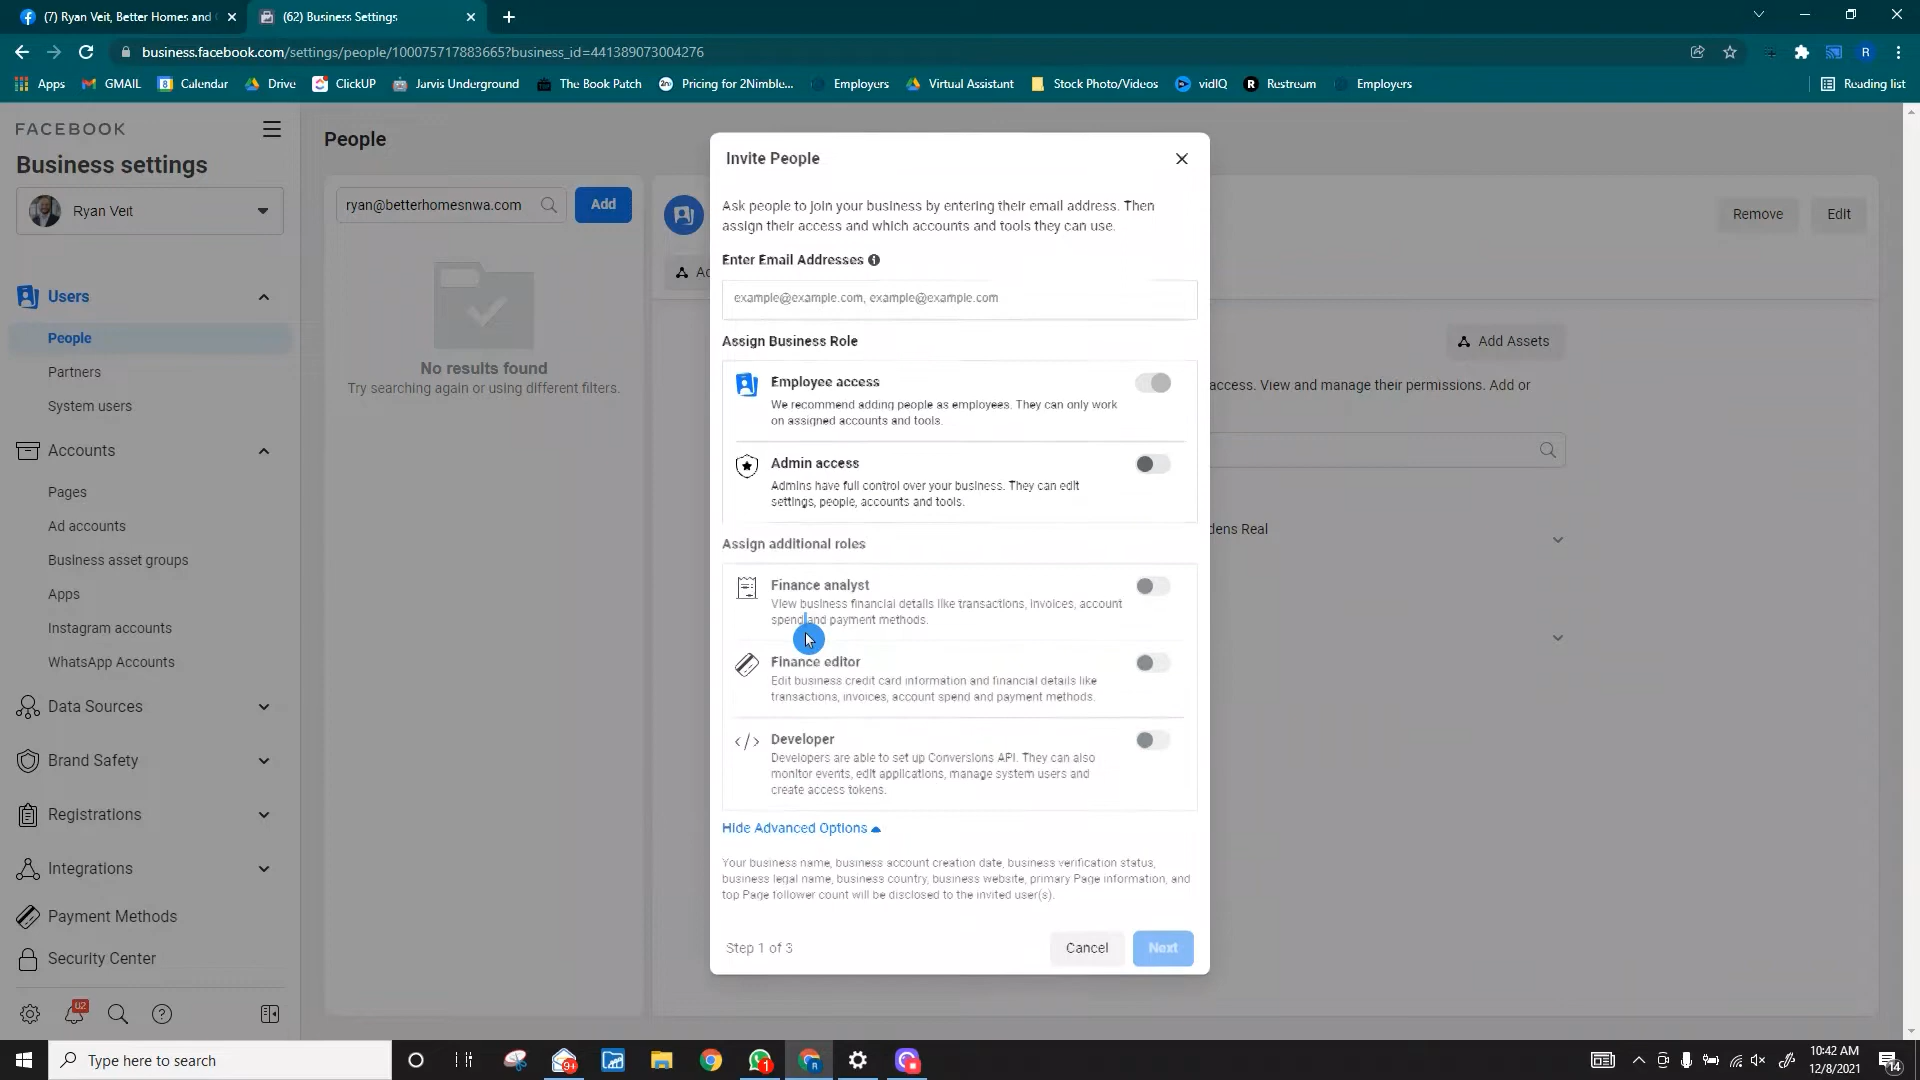 (7) Ryan Veit, Better Homes and
(62) Business Settings
business.facebook.com/settings/people/100075717883665?business_id=441389073004276
R
Apps
GMAIL
8
Calendar
Drive
ClickUP
Jarvis Underground
The Book Patch
Pricing for 2Nimble...
Employers
Virtual Assistant
Stock Photo/Videos
vidIQ
R
Restream
Employers
Reading list
FACEBOOK
Business settings
Ryan Veit
Users
People
Partners
System users
Accounts
Pages
Ad accounts
Business asset groups
Apps
Instagram accounts
WhatsApp Accounts
Data Sources
Brand Safety
Registrations
Integrations
Payment Methods
Security Center
People
ryan@betterhomesnwa.com
Add
No results found
Try searching again or using different filters.
Remove
Edit
Add Assets
access. View and manage their permissions. Add or
dens Real
Invite People
Ask people to join your business by entering their email address. Then
assign their access and which accounts and tools they can use.
Enter Email Addresses
example@example.com, example@example.com
Assign Business Role
Employee access
We recommend adding people as employees. They can only work
on assigned accounts and tools.
Admin access
Admins have full control over your business. They can edit
settings, people, accounts and tools.
Assign additional roles
Finance analyst
View business financial details like transactions, invoices, account
spend and payment methods.
Finance editor
Edit business credit card information and financial details like
transactions, invoices, account spend and payment methods.
</>
Developer
Developers are able to set up Conversions API. They can also
monitor events, edit applications, manage system users and
create access tokens.
Hide Advanced Options
Your business name, business account creation date, business verification status,
business legal name, business country, business website, primary Page information, and
top Page follower count will be disclosed to the invited user(s).
Step 1 of 3
Cancel
Next
Type here to search
9+
1
R
10:42 AM
12/8/2021
14